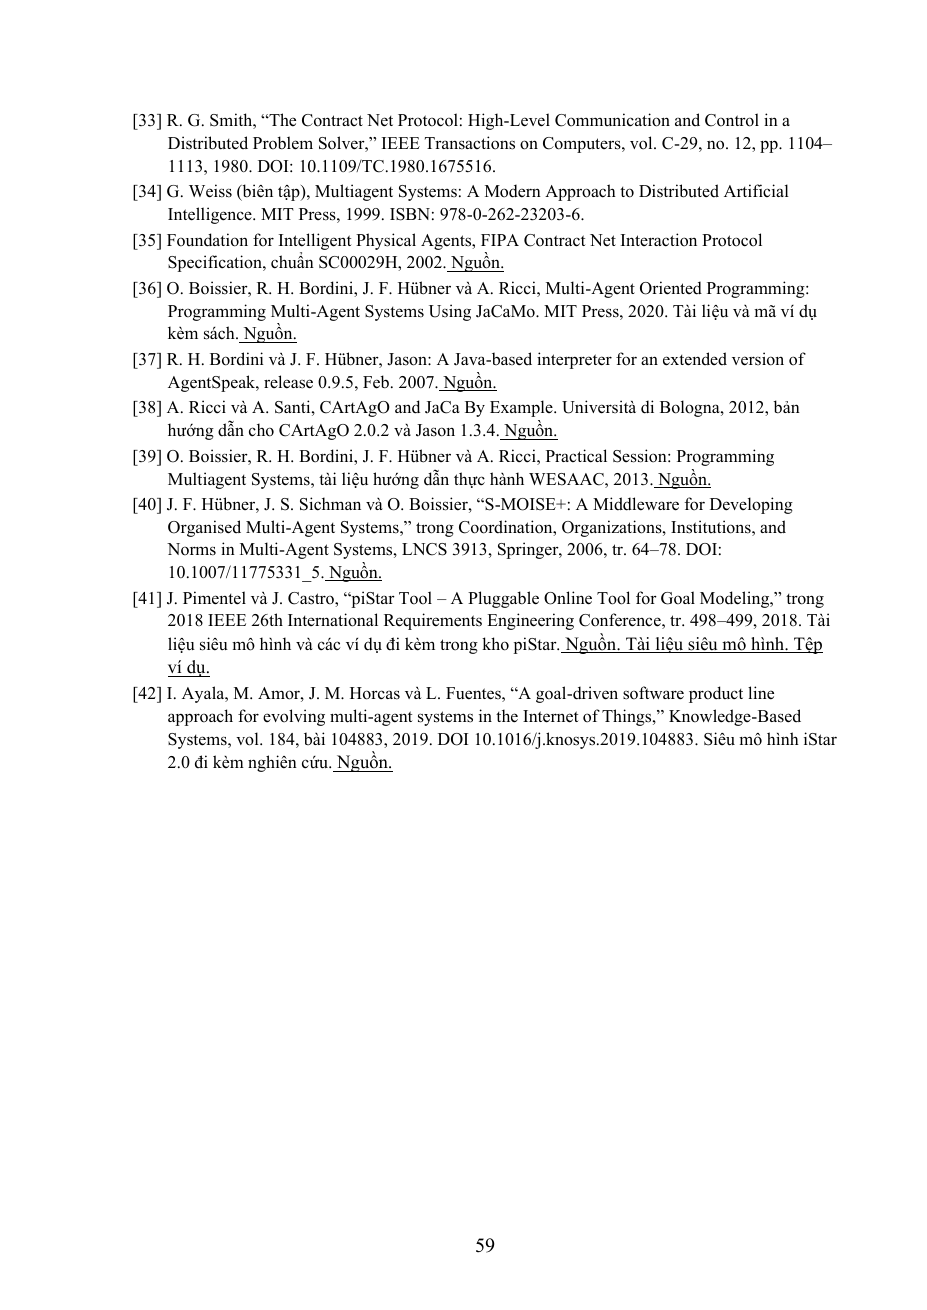 [33] R. G. Smith, “The Contract Net Protocol: High-Level Communication and Control in a
Distributed Problem Solver,” IEEE Transactions on Computers, vol. C-29, no. 12, pp. 1104–
1113, 1980. DOI: 10.1109/TC.1980.1675516.
[34] G. Weiss (biên tập), Multiagent Systems: A Modern Approach to Distributed Artificial
Intelligence. MIT Press, 1999. ISBN: 978-0-262-23203-6.
[35] Foundation for Intelligent Physical Agents, FIPA Contract Net Interaction Protocol
Specification, chuẩn SC00029H, 2002. Nguồn.
[36] O. Boissier, R. H. Bordini, J. F. Hübner và A. Ricci, Multi-Agent Oriented Programming:
Programming Multi-Agent Systems Using JaCaMo. MIT Press, 2020. Tài liệu và mã ví dụ
kèm sách. Nguồn.
[37] R. H. Bordini và J. F. Hübner, Jason: A Java-based interpreter for an extended version of
AgentSpeak, release 0.9.5, Feb. 2007. Nguồn.
[38] A. Ricci và A. Santi, CArtAgO and JaCa By Example. Università di Bologna, 2012, bản
hướng dẫn cho CArtAgO 2.0.2 và Jason 1.3.4. Nguồn.
[39] O. Boissier, R. H. Bordini, J. F. Hübner và A. Ricci, Practical Session: Programming
Multiagent Systems, tài liệu hướng dẫn thực hành WESAAC, 2013. Nguồn.
[40] J. F. Hübner, J. S. Sichman và O. Boissier, “S-MOISE+: A Middleware for Developing
Organised Multi-Agent Systems,” trong Coordination, Organizations, Institutions, and
Norms in Multi-Agent Systems, LNCS 3913, Springer, 2006, tr. 64–78. DOI:
10.1007/11775331_5. Nguồn.
[41] J. Pimentel và J. Castro, “piStar Tool – A Pluggable Online Tool for Goal Modeling,” trong
2018 IEEE 26th International Requirements Engineering Conference, tr. 498–499, 2018. Tài
liệu siêu mô hình và các ví dụ đi kèm trong kho piStar. Nguồn. Tài liệu siêu mô hình. Tệp
ví dụ.
[42] I. Ayala, M. Amor, J. M. Horcas và L. Fuentes, “A goal-driven software product line
approach for evolving multi-agent systems in the Internet of Things,” Knowledge-Based
Systems, vol. 184, bài 104883, 2019. DOI 10.1016/j.knosys.2019.104883. Siêu mô hình iStar
2.0 đi kèm nghiên cứu. Nguồn.
59